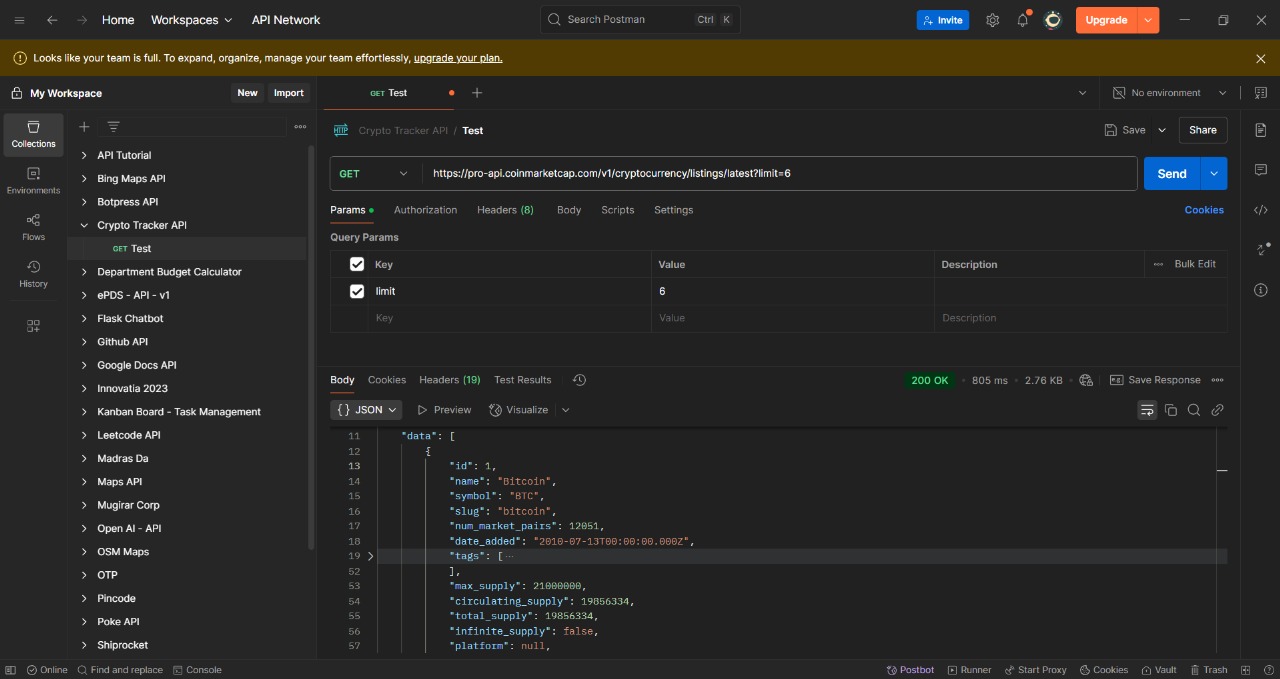 Home Workspaces API Network Search Postman Ctrl K Invite Upgrade
Looks like your team is full. To expand, organize, manage your team effortlessly, upgrade your plan.
My Workspace New Import GET Test No environment
Collections
Environments
Flows
History
API Tutorial
Bing Maps API
Botpress API
Crypto Tracker API
GET Test
Department Budget Calculator
ePDS - API - v1
Flask Chatbot
Github API
Google Docs API
Innovatia 2023
Kanban Board - Task Management
Leetcode API
Madras Da
Maps API
Mugirar Corp
Open AI - API
OSM Maps
OTP
Pincode
Poke API
Shiprocket
HTTP Crypto Tracker API / Test Save Share
GET https://pro-api.coinmarketcap.com/v1/cryptocurrency/listings/latest?limit=6 Send
Params Authorization Headers (8) Body Scripts Settings Cookies
Query Params
Key Value Description Bulk Edit
limit 6
Key Value Description
Body Cookies Headers (19) Test Results 200 OK 805 ms 2.76 KB Save Response
{} JSON Preview Visualize
11 "data": [
12 {
13 "id": 1,
14 "name": "Bitcoin",
15 "symbol": "BTC",
16 "slug": "bitcoin",
17 "num_market_pairs": 12051,
18 "date_added": "2010-07-13T00:00:00.000Z",
19 "tags": [ ...
52 ],
53 "max_supply": 21000000,
54 "circulating_supply": 19856334,
55 "total_supply": 19856334,
56 "infinite_supply": false,
57 "platform": null,
Online Find and replace Console Postbot Runner Start Proxy Cookies Vault Trash